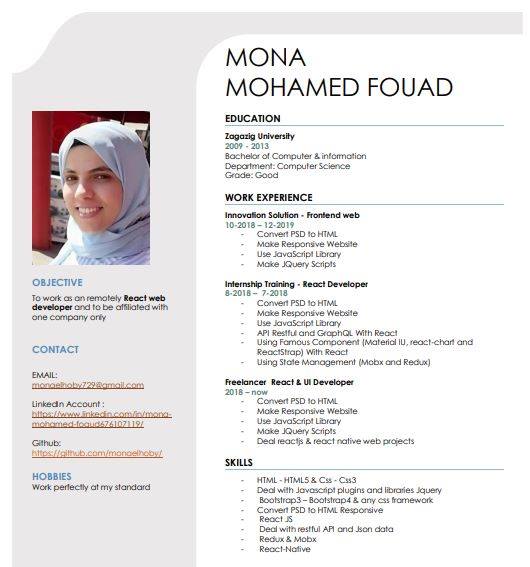 MONA
MOHAMED FOUAD
EDUCATION
Zagazig University
2009 - 2013
Bachelor of Computer & information
Department: Computer Science
Grade: Good
WORK EXPERIENCE
Innovation Solution - Frontend web
10-2018 – 12-2019
- Convert PSD to HTML
- Make Responsive Website
- Use JavaScript Library
- Make JQuery Scripts
Internship Training - React Developer
8-2018 – 7-2018
- Convert PSD to HTML
- Make Responsive Website
- Use JavaScript Library
- API Restful and GraphQL With React
- Using Famous Component (Material IU, react-chart and
ReactStrap) With React
- Using State Management (Mobx and Redux)
Freelancer React & UI Developer
2018 – now
- Convert PSD to HTML
- Make Responsive Website
- Use JavaScript Library
- Make JQuery Scripts
- Deal reactjs & react native web projects
SKILLS
- HTML - HTML5 & Css - Css3
- Deal with Javascript plugins and libraries Jquery
- Bootstrap3 – Bootstrap4 & any css framework
- Convert PSD to HTML Responsive
- React JS
- Deal with restful API and Json data
- Redux & Mobx
- React-Native
OBJECTIVE
To work as an remotely React web
developer and to be affiliated with
one company only
CONTACT
EMAIL:
monaelhoby729@gmail.com
LinkedIn Account :
https://www.linkedin.com/in/mona-
mohamed-foaud676107119/
Github:
https://github.com/monaelhoby/
HOBBIES
Work perfectly at my standard